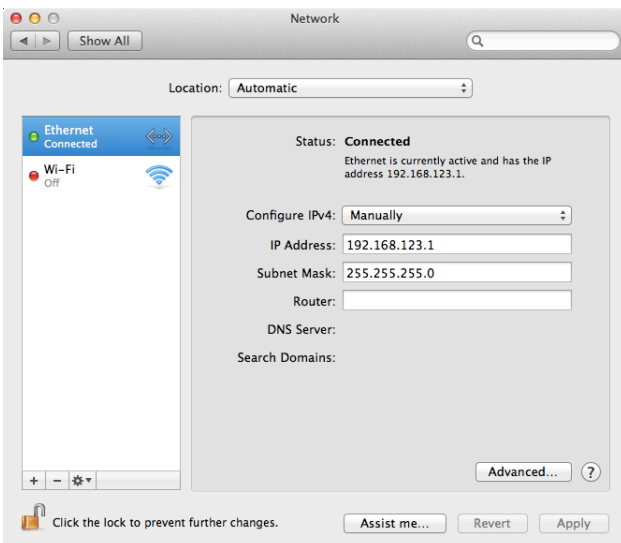 Network
Show All
Location: Automatic
Ethernet
Connected
Wi-Fi
Off
Status: Connected
Ethernet is currently active and has the IP
address 192.168.123.1.
Configure IPv4: Manually
IP Address: 192.168.123.1
Subnet Mask: 255.255.255.0
Router:
DNS Server:
Search Domains:
Advanced... ?
+ −
Click the lock to prevent further changes.
Assist me... Revert Apply